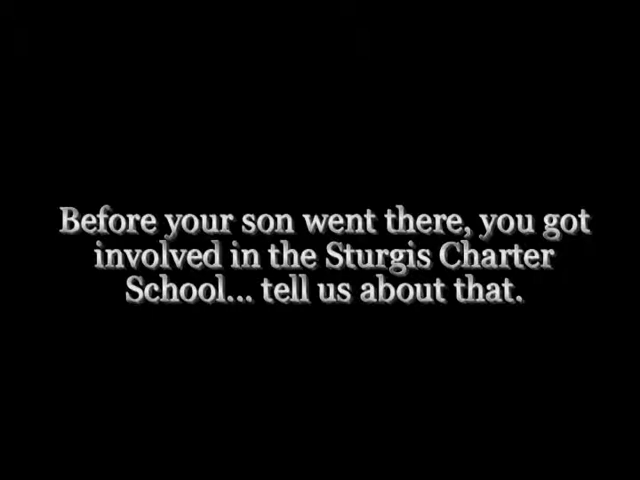 Before your son went there, you got
involved in the Sturgis Charter
School... tell us about that.